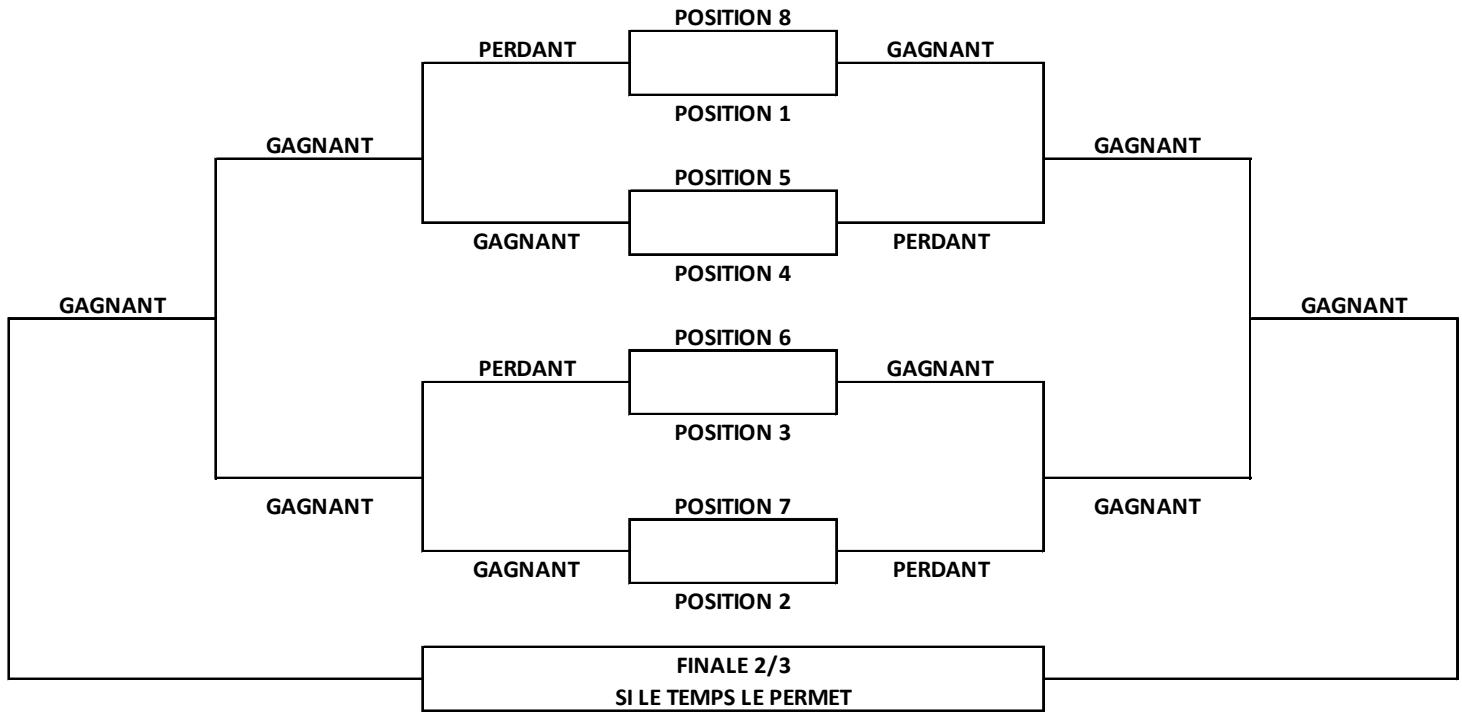 POSITION 8
PERDANT
GAGNANT
POSITION 1
GAGNANT
GAGNANT
POSITION 5
GAGNANT
PERDANT
POSITION 4
GAGNANT
GAGNANT
POSITION 6
PERDANT
GAGNANT
POSITION 3
GAGNANT
POSITION 7
GAGNANT
GAGNANT
PERDANT
POSITION 2
FINALE 2/3
SI LE TEMPS LE PERMET